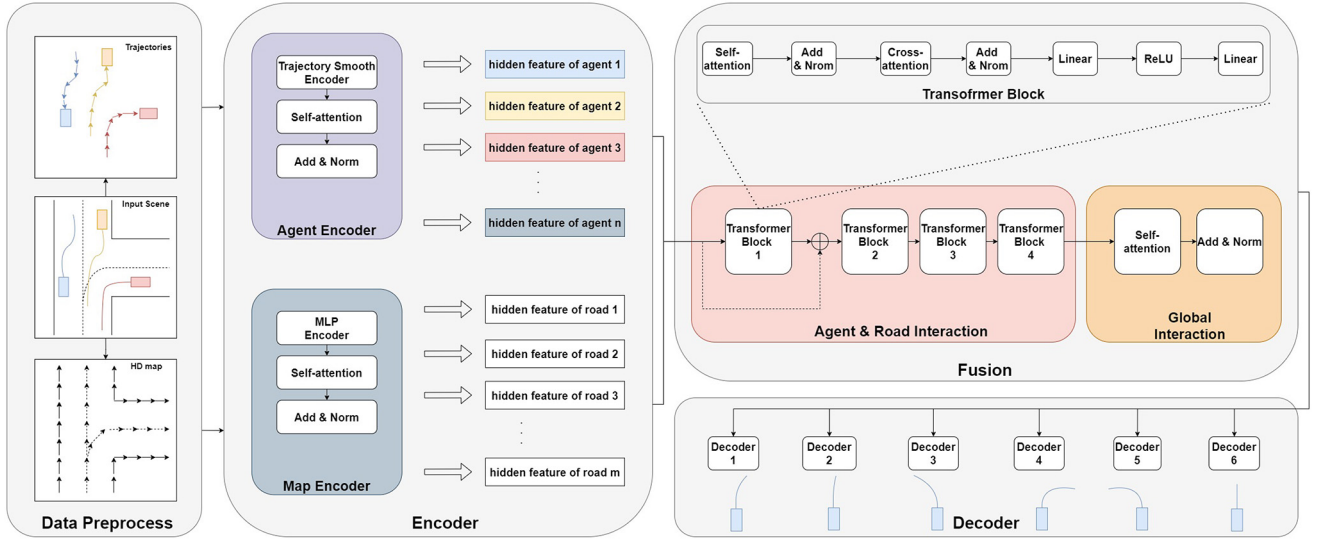 Trajectories
Input Scene
HD map
Data Preprocess
Trajectory Smooth
Encoder
Self-attention
Add & Norm
Agent Encoder
MLP
Encoder
Self-attention
Add & Norm
Map Encoder
hidden feature of agent 1
hidden feature of agent 2
hidden feature of agent 3
hidden feature of agent n
hidden feature of road 1
hidden feature of road 2
hidden feature of road 3
hidden feature of road m
Encoder
Self-
attention
Add
& Nrom
Cross-
attention
Add
& Nrom
Linear
ReLU
Linear
Transofrmer Block
Transformer
Block
1
Transformer
Block
2
Transformer
Block
3
Transformer
Block
4
Agent & Road Interaction
Self-
attention
Add & Norm
Global
Interaction
Fusion
Decoder
1
Decoder
2
Decoder
3
Decoder
4
Decoder
5
Decoder
6
Decoder